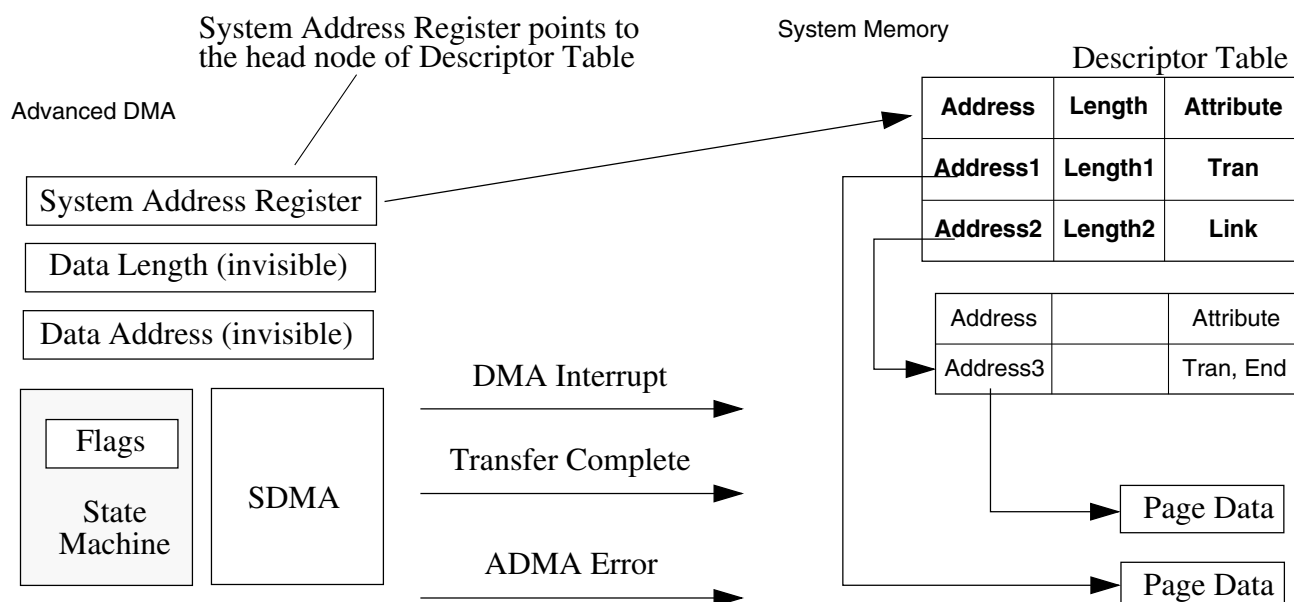 System Address Register points to
the head node of Descriptor Table
System Memory
Descriptor Table
Advanced DMA
Address Length Attribute
Address1 Length1 Tran
Address2 Length2 Link
System Address Register
Data Length (invisible)
Data Address (invisible)
Address Attribute
Address3 Tran, End
Flags
State
Machine
SDMA
DMA Interrupt
Transfer Complete
ADMA Error
Page Data
Page Data